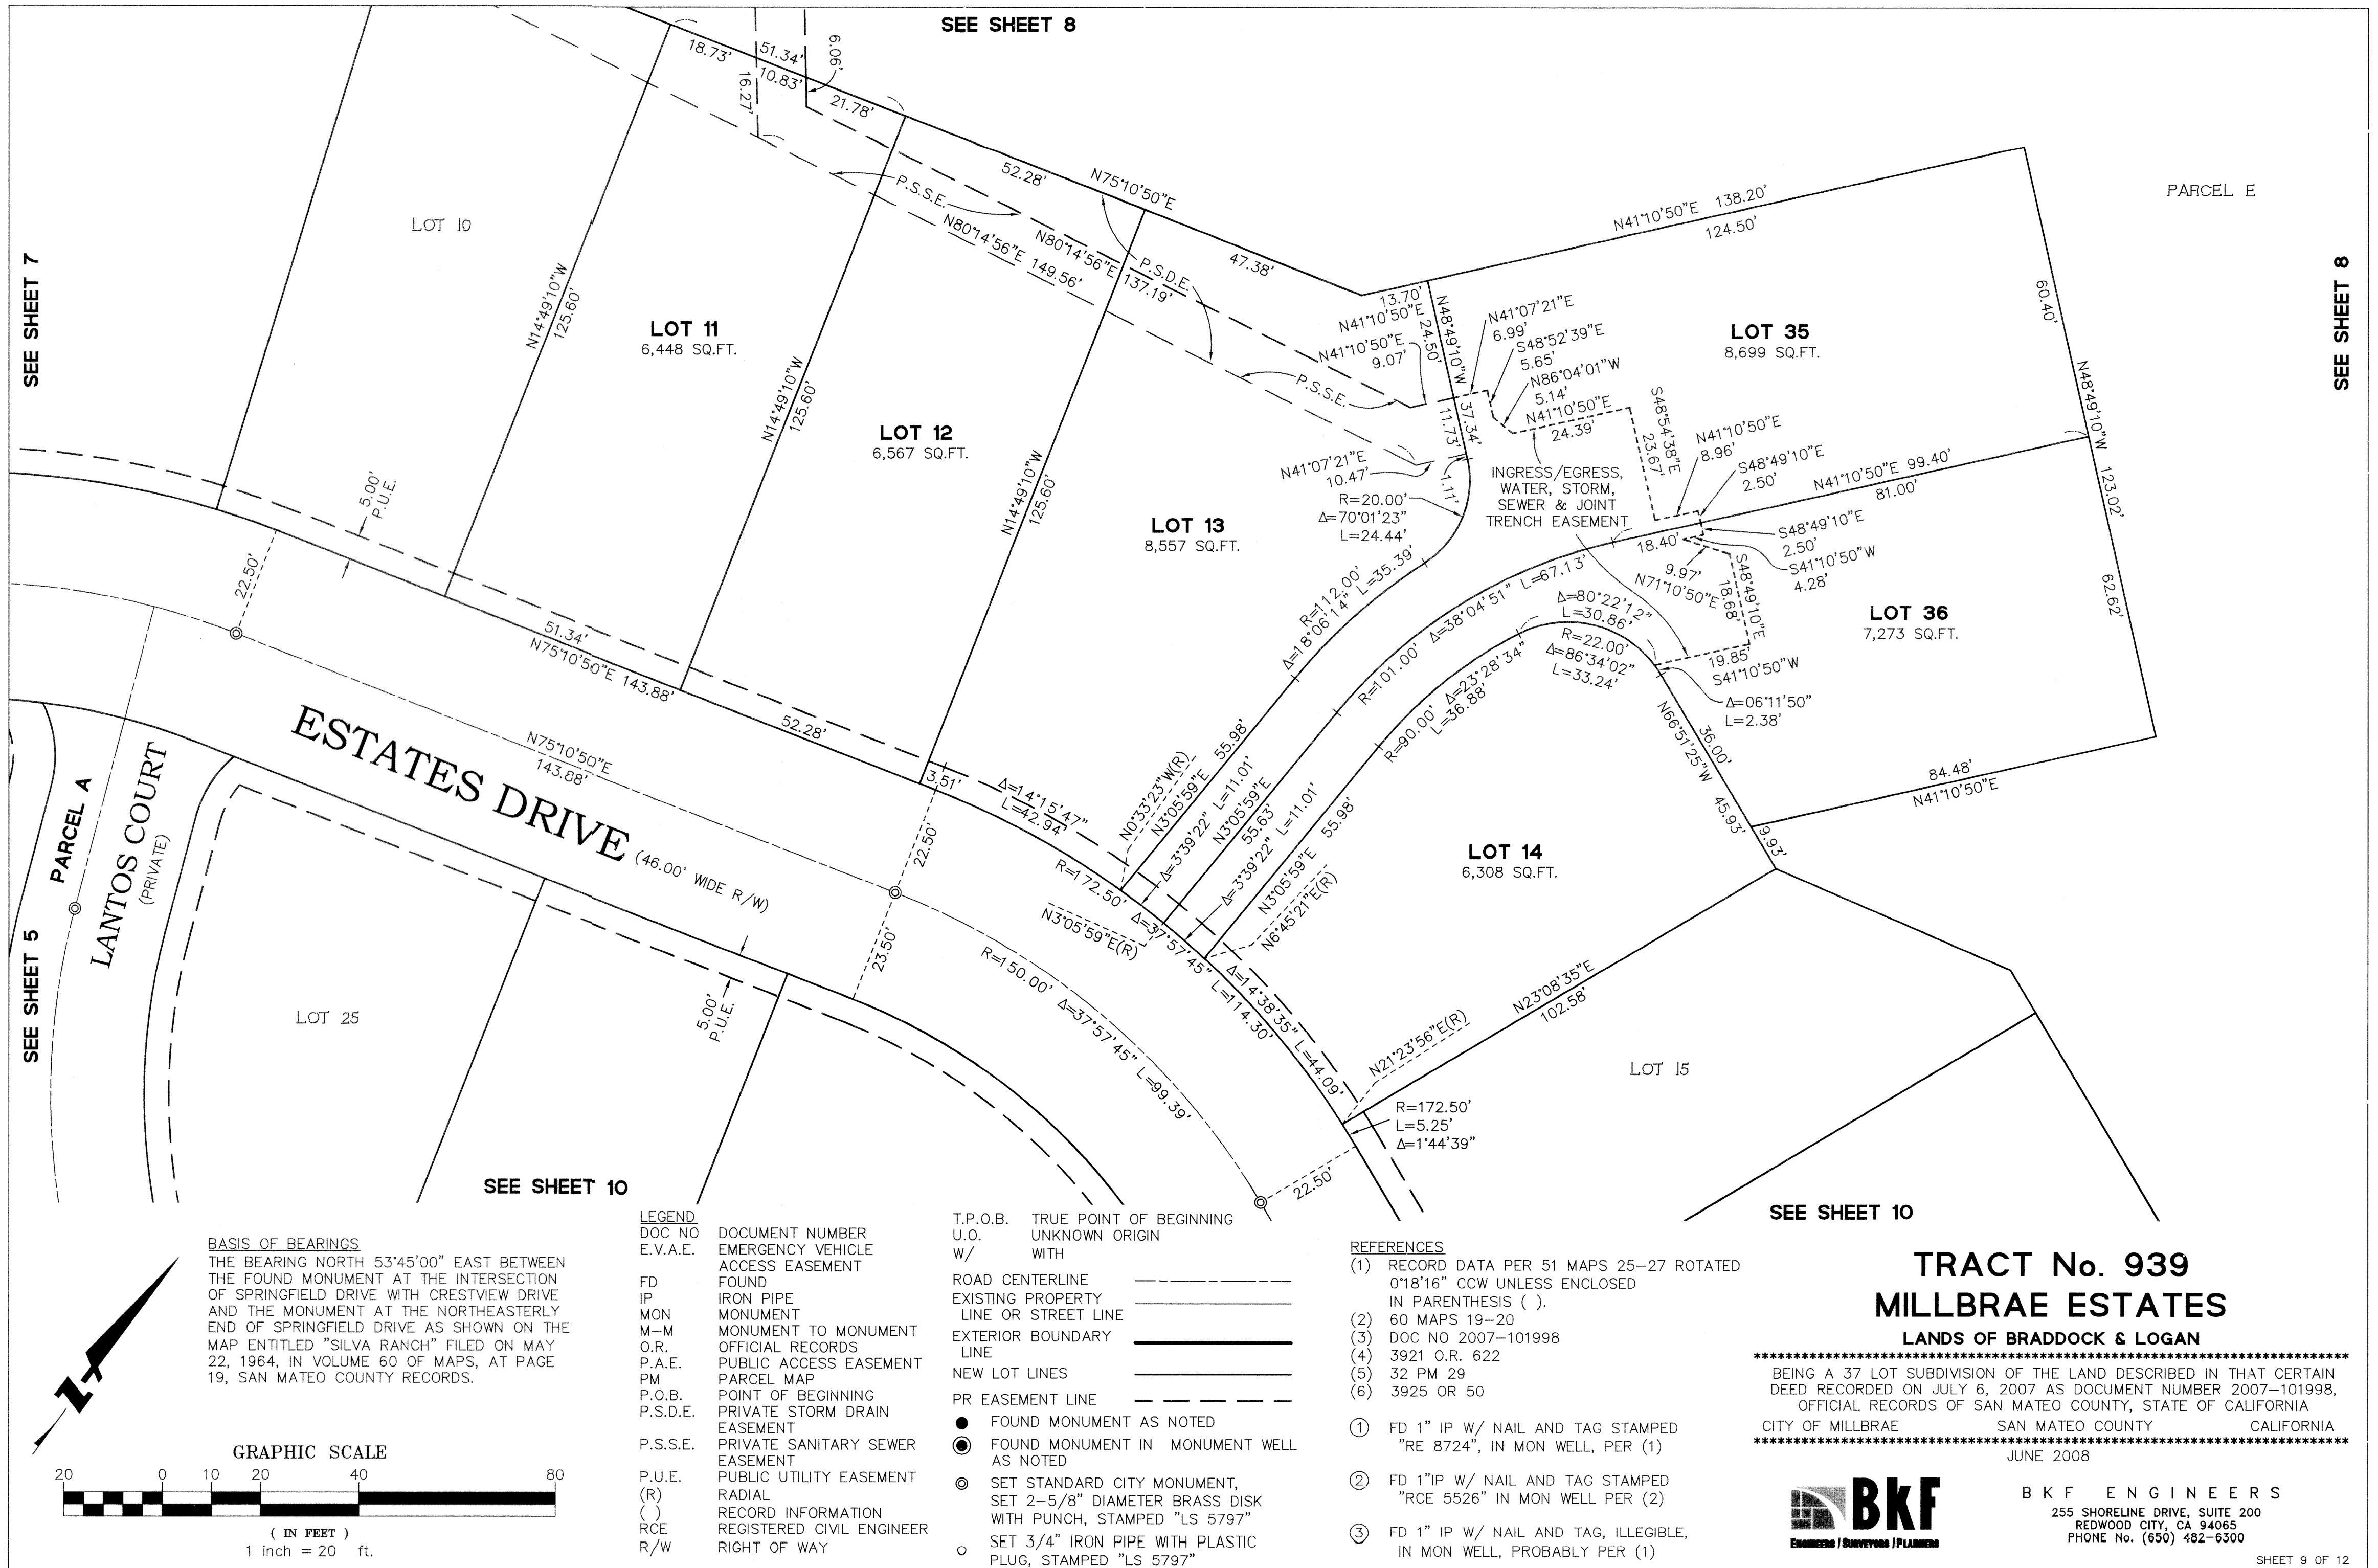 SEE SHEET 8
SEE SHEET 7
SEE SHEET 8
SEE SHEET 5
SEE SHEET 10
SEE SHEET 10
PARCEL E
18.73'
51.34'
10.83'
21.78'
6.06'
16.27'
52.28'
N75°10'50"E
47.38'
P.S.S.E.
N80°14'56"E 149.56'
N80°14'56"E
137.19'
P.S.D.E.
P.S.S.E.
LOT 10
N14°49'10"W
125.60'
LOT 11
6,448 SQ.FT.
N14°49'10"W
125.60'
LOT 12
6,567 SQ.FT.
N14°49'10"W
125.60'
LOT 13
8,557 SQ.FT.
N41°10'50"E 138.20'
124.50'
60.40'
13.70'
N41°10'50"E
24.50'
N48°49'10"W
37.34'
N41°10'50"E
9.07'
11.73'
N41°07'21"E
6.99'
S48°52'39"E
5.65'
N86°04'01"W
5.14'
N41°10'50"E
24.39'
S48°54'38"E
23.67'
N41°10'50"E
8.96'
S48°49'10"E
2.50'
LOT 35
8,699 SQ.FT.
N48°49'10"W 123.02'
N41°10'50"E 99.40'
81.00'
N41°07'21"E
10.47'
1.11'
R=20.00'
Δ=70°01'23"
L=24.44'
INGRESS/EGRESS,
WATER, STORM,
SEWER & JOINT
TRENCH EASEMENT
18.40'
S48°49'10"E
2.50'
S41°10'50"W
4.28'
9.97'
N71°10'50"E
S48°49'10"E
18.68'
62.62'
LOT 36
7,273 SQ.FT.
R=112.00'
Δ=18°06'14" L=35.39'
R=101.00' Δ=38°04'51" L=67.13'
Δ=80°22'12"
L=30.86'
R=22.00'
Δ=86°34'02"
L=33.24'
R=90.00' Δ=23°28'34"
L=36.88'
19.85'
S41°10'50"W
Δ=06°11'50"
L=2.38'
36.00'
N66°51'25"W 45.93'
9.93'
84.48'
N41°10'50"E
5.00'
P.U.E.
22.50'
51.34'
N75°10'50"E 143.88'
52.28'
3.51'
N75°10'50"E
143.88'
ESTATES DRIVE (46.00' WIDE R/W)
PARCEL A
LANTOS COURT
(PRIVATE)
LOT 25
22.50'
23.50'
5.00'
P.U.E.
Δ=14°15'47"
L=42.94'
N0°33'23"W(R)
N3°05'59"E 55.98'
Δ=3°39'22" L=11.01'
N3°05'59"E
55.63'
Δ=3°39'22" L=11.01'
N3°05'59"E 55.98'
N6°45'21"E(R)
N3°05'59"E(R)
R=172.50' Δ=37°57'45" L=114.30'
R=150.00' Δ=37°57'45" L=99.39'
Δ=14°38'35" L=44.09'
LOT 14
6,308 SQ.FT.
N23°08'35"E
102.58'
N21°23'56"E(R)
LOT 15
R=172.50'
L=5.25'
Δ=1°44'39"
22.50'
BASIS OF BEARINGS
THE BEARING NORTH 53°45'00" EAST BETWEEN
THE FOUND MONUMENT AT THE INTERSECTION
OF SPRINGFIELD DRIVE WITH CRESTVIEW DRIVE
AND THE MONUMENT AT THE NORTHEASTERLY
END OF SPRINGFIELD DRIVE AS SHOWN ON THE
MAP ENTITLED "SILVA RANCH" FILED ON MAY
22, 1964, IN VOLUME 60 OF MAPS, AT PAGE
19, SAN MATEO COUNTY RECORDS.
N
GRAPHIC SCALE
20 0 10 20 40 80
( IN FEET )
1 inch = 20 ft.
LEGEND
DOC NO DOCUMENT NUMBER
E.V.A.E. EMERGENCY VEHICLE
ACCESS EASEMENT
FD FOUND
IP IRON PIPE
MON MONUMENT
M-M MONUMENT TO MONUMENT
O.R. OFFICIAL RECORDS
P.A.E. PUBLIC ACCESS EASEMENT
PM PARCEL MAP
P.O.B. POINT OF BEGINNING
P.S.D.E. PRIVATE STORM DRAIN
EASEMENT
P.S.S.E. PRIVATE SANITARY SEWER
EASEMENT
P.U.E. PUBLIC UTILITY EASEMENT
(R) RADIAL
( ) RECORD INFORMATION
RCE REGISTERED CIVIL ENGINEER
R/W RIGHT OF WAY
T.P.O.B. TRUE POINT OF BEGINNING
U.O. UNKNOWN ORIGIN
W/ WITH
ROAD CENTERLINE
EXISTING PROPERTY
LINE OR STREET LINE
EXTERIOR BOUNDARY
LINE
NEW LOT LINES
PR EASEMENT LINE
FOUND MONUMENT AS NOTED
FOUND MONUMENT IN MONUMENT WELL
AS NOTED
SET STANDARD CITY MONUMENT,
SET 2-5/8" DIAMETER BRASS DISK
WITH PUNCH, STAMPED "LS 5797"
SET 3/4" IRON PIPE WITH PLASTIC
PLUG, STAMPED "LS 5797"
REFERENCES
(1) RECORD DATA PER 51 MAPS 25-27 ROTATED
0°18'16" CCW UNLESS ENCLOSED
IN PARENTHESIS ( ).
(2) 60 MAPS 19-20
(3) DOC NO 2007-101998
(4) 3921 O.R. 622
(5) 32 PM 29
(6) 3925 OR 50
1 FD 1" IP W/ NAIL AND TAG STAMPED
"RE 8724", IN MON WELL, PER (1)
2 FD 1"IP W/ NAIL AND TAG STAMPED
"RCE 5526" IN MON WELL PER (2)
3 FD 1" IP W/ NAIL AND TAG, ILLEGIBLE,
IN MON WELL, PROBABLY PER (1)
TRACT No. 939
MILLBRAE ESTATES
LANDS OF BRADDOCK & LOGAN
BEING A 37 LOT SUBDIVISION OF THE LAND DESCRIBED IN THAT CERTAIN
DEED RECORDED ON JULY 6, 2007 AS DOCUMENT NUMBER 2007-101998,
OFFICIAL RECORDS OF SAN MATEO COUNTY, STATE OF CALIFORNIA
CITY OF MILLBRAE SAN MATEO COUNTY CALIFORNIA
JUNE 2008
BKF
ENGINEERS / SURVEYORS / PLANNERS
BKF ENGINEERS
255 SHORELINE DRIVE, SUITE 200
REDWOOD CITY, CA 94065
PHONE No. (650) 482-6300
SHEET 9 OF 12